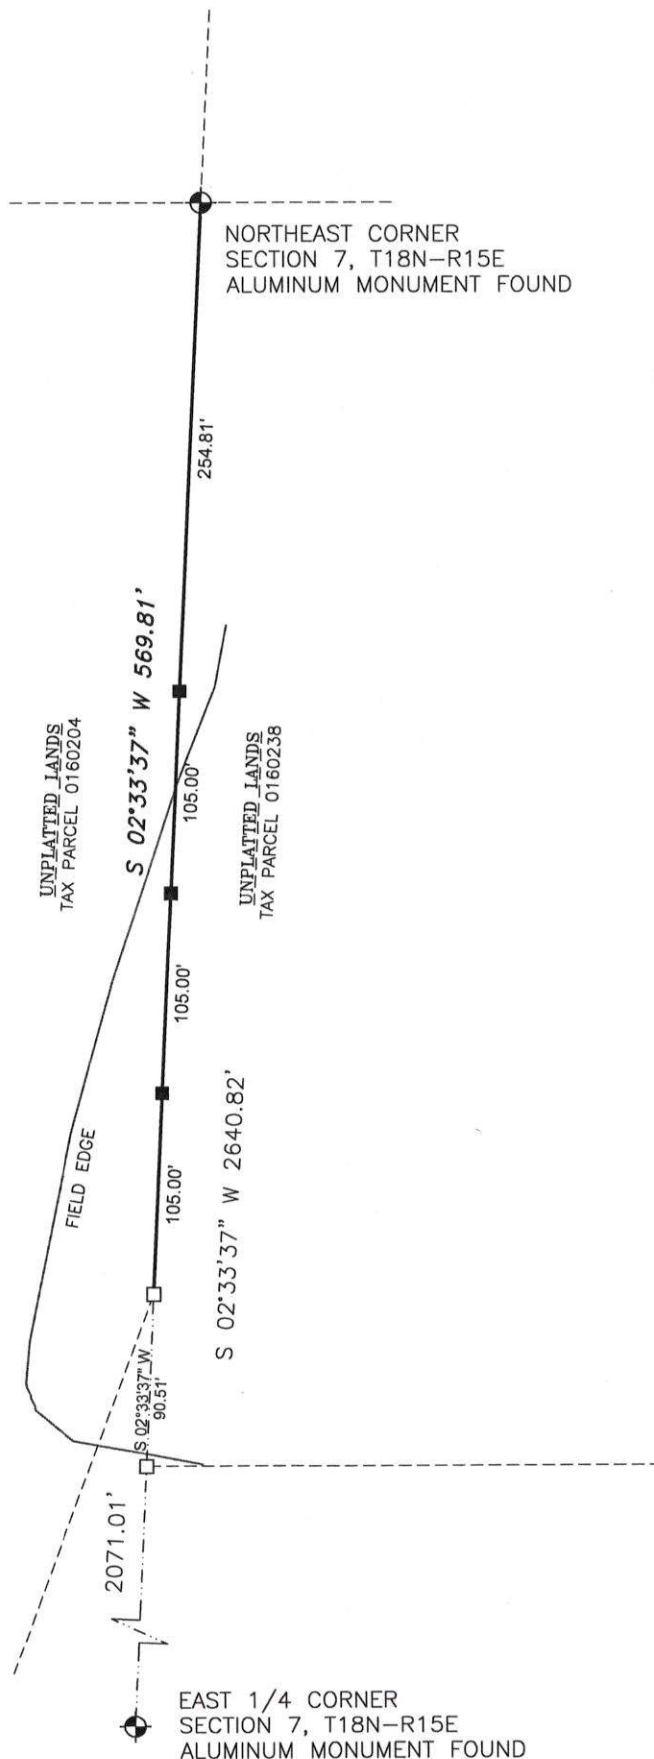 NORTHEAST CORNER
SECTION 7, T18N-R15E
ALUMINUM MONUMENT FOUND
254.81'
S 02°33'37" W 569.81'
UNPLATTED LANDS
TAX PARCEL 0160204
105.00'
UNPLATTED LANDS
TAX PARCEL 0160238
105.00'
FIELD EDGE
105.00'
S 02°33'37" W 2640.82'
S 02°33'37" W
90.51'
2071.01'
EAST 1/4 CORNER
SECTION 7, T18N-R15E
ALUMINUM MONUMENT FOUND